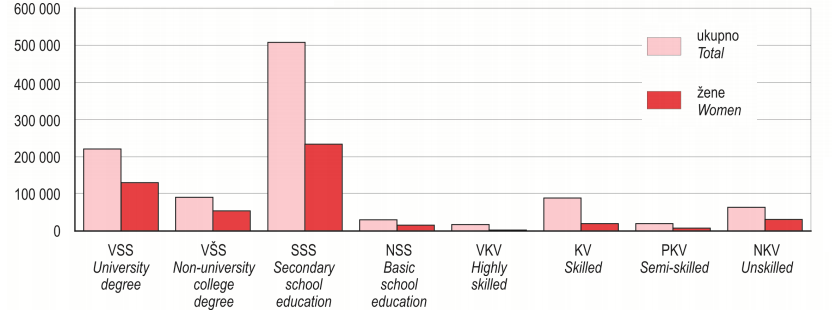 600 000
500 000
400 000
300 000
200 000
100 000
0
ukupno
Total
žene
Women
VSS
University
degree
VŠS
Non-university
college
degree
SSS
Secondary
school
education
NSS
Basic
school
education
VKV
Highly
skilled
KV
Skilled
PKV
Semi-skilled
NKV
Unskilled